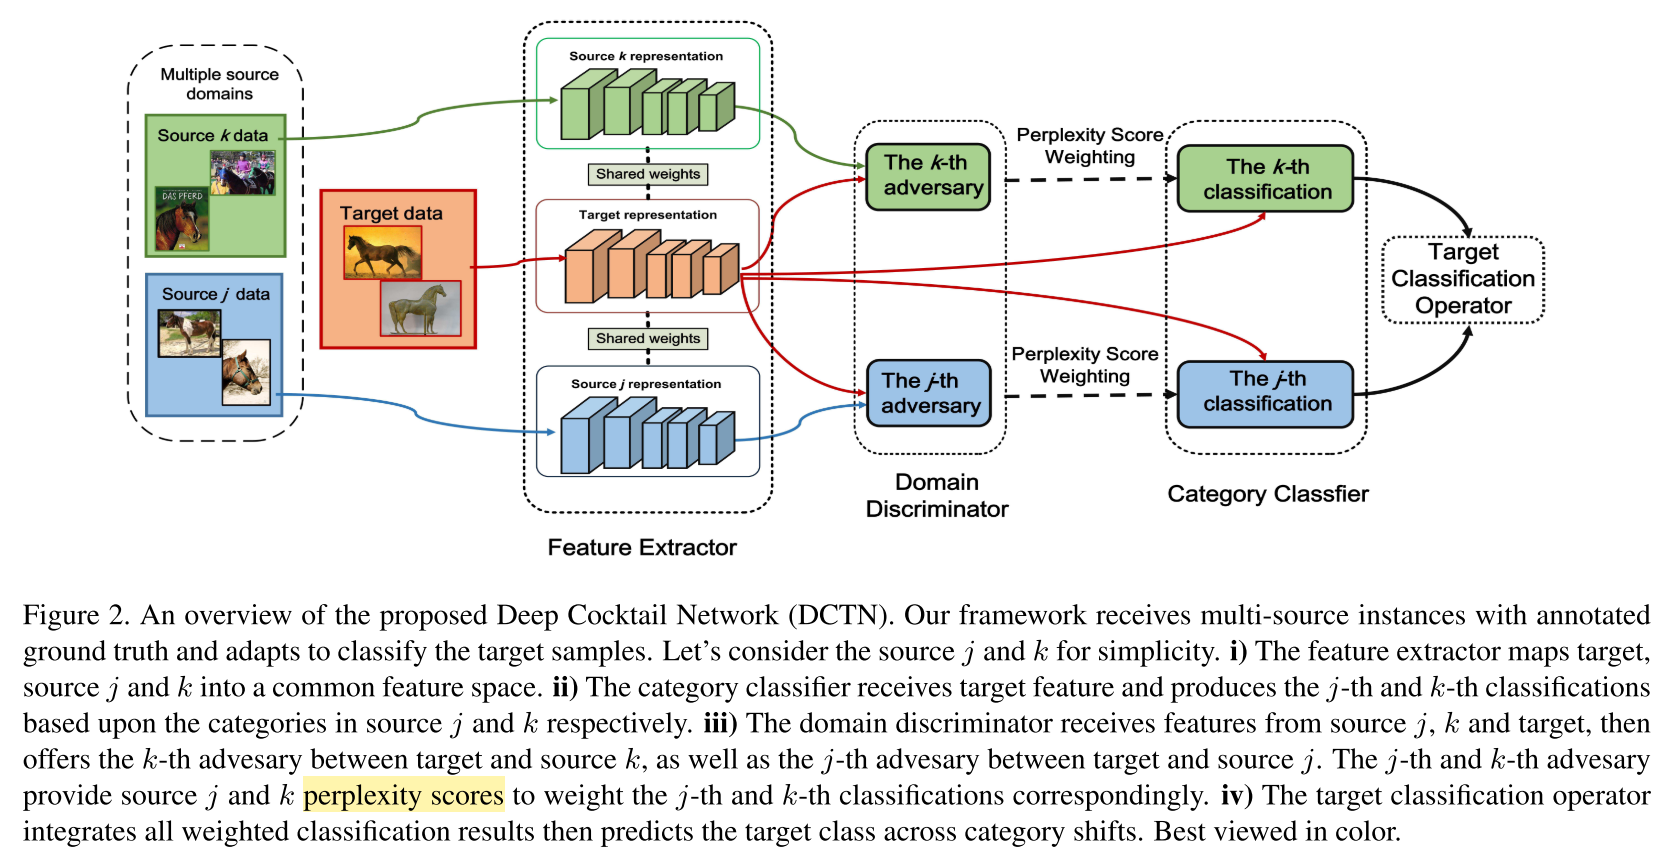 Multiple source
domains
Source k data
DAS PFERD
Source j data
Target data
Source k representation
Shared weights
Target representation
Shared weights
Source j representation
Feature Extractor
The k-th
adversary
The j-th
adversary
Domain
Discriminator
Perplexity Score
Weighting
Perplexity Score
Weighting
The k-th
classification
The j-th
classification
Category Classfier
Target
Classification
Operator
Figure 2. An overview of the proposed Deep Cocktail Network (DCTN). Our framework receives multi-source instances with annotated
ground truth and adapts to classify the target samples. Let's consider the source j and k for simplicity. i) The feature extractor maps target,
source j and k into a common feature space. ii) The category classifier receives target feature and produces the j-th and k-th classifications
based upon the categories in source j and k respectively. iii) The domain discriminator receives features from source j, k and target, then
offers the k-th advesary between target and source k, as well as the j-th advesary between target and source j. The j-th and k-th advesary
provide source j and k perplexity scores to weight the j-th and k-th classifications correspondingly. iv) The target classification operator
integrates all weighted classification results then predicts the target class across category shifts. Best viewed in color.